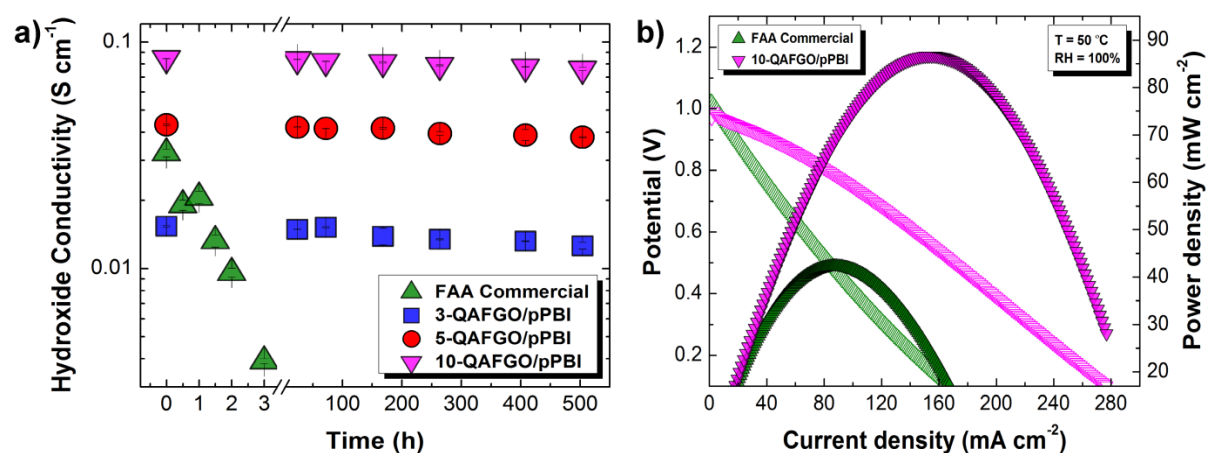 a)
Hydroxide Conductivity (S cm⁻¹)
0.1
0.01
FAA Commercial
3-QAFGO/pPBI
5-QAFGO/pPBI
10-QAFGO/pPBI
0 1 2 3 100 200 300 400 500
Time (h)
b)
Potential (V)
1.2
1.0
0.8
0.6
0.4
0.2
FAA Commercial
10-QAFGO/pPBI
T = 50 °C
RH = 100%
90
80
70
60
50
40
30
20
Power density (mW cm⁻²)
0 40 80 120 160 200 240 280
Current density (mA cm⁻²)